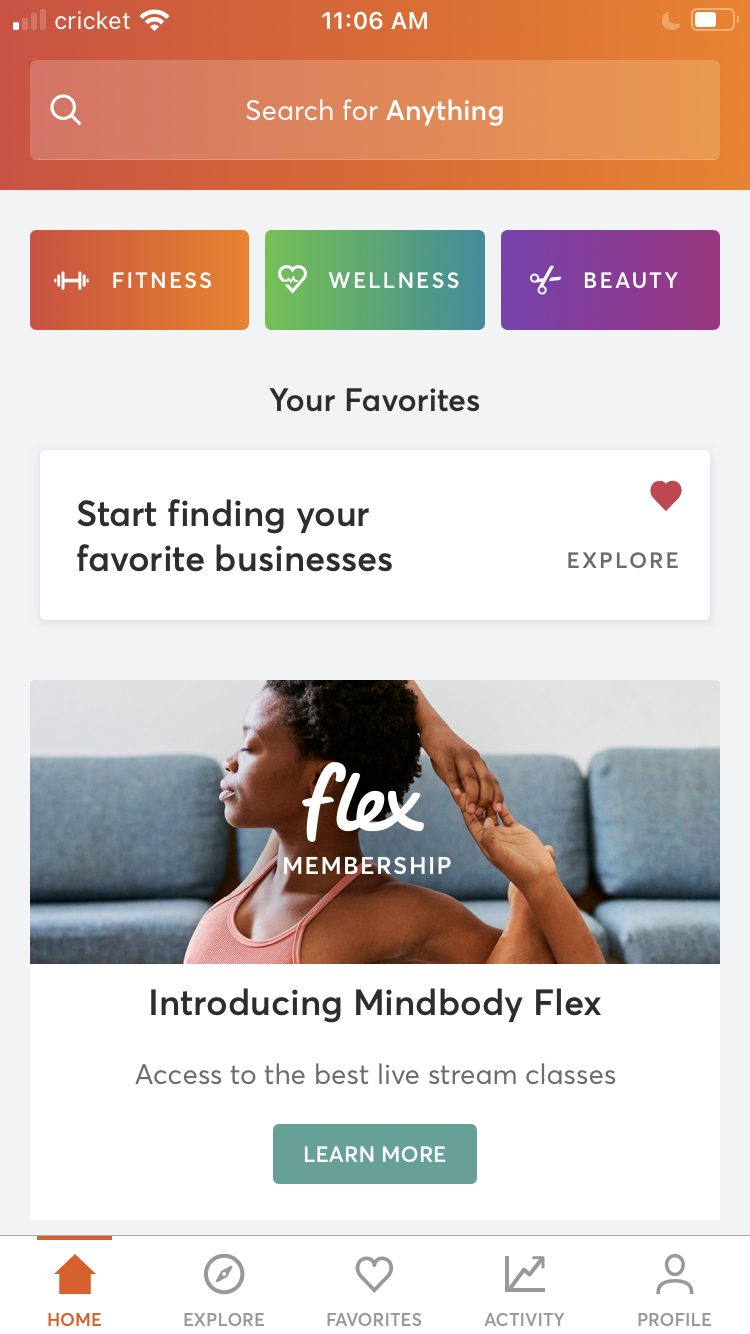 cricket 11:06 AM
Search for Anything
FITNESS WELLNESS BEAUTY
Your Favorites
Start finding your
favorite businesses
EXPLORE
flex
MEMBERSHIP
Introducing Mindbody Flex
Access to the best live stream classes
LEARN MORE
HOME EXPLORE FAVORITES ACTIVITY PROFILE